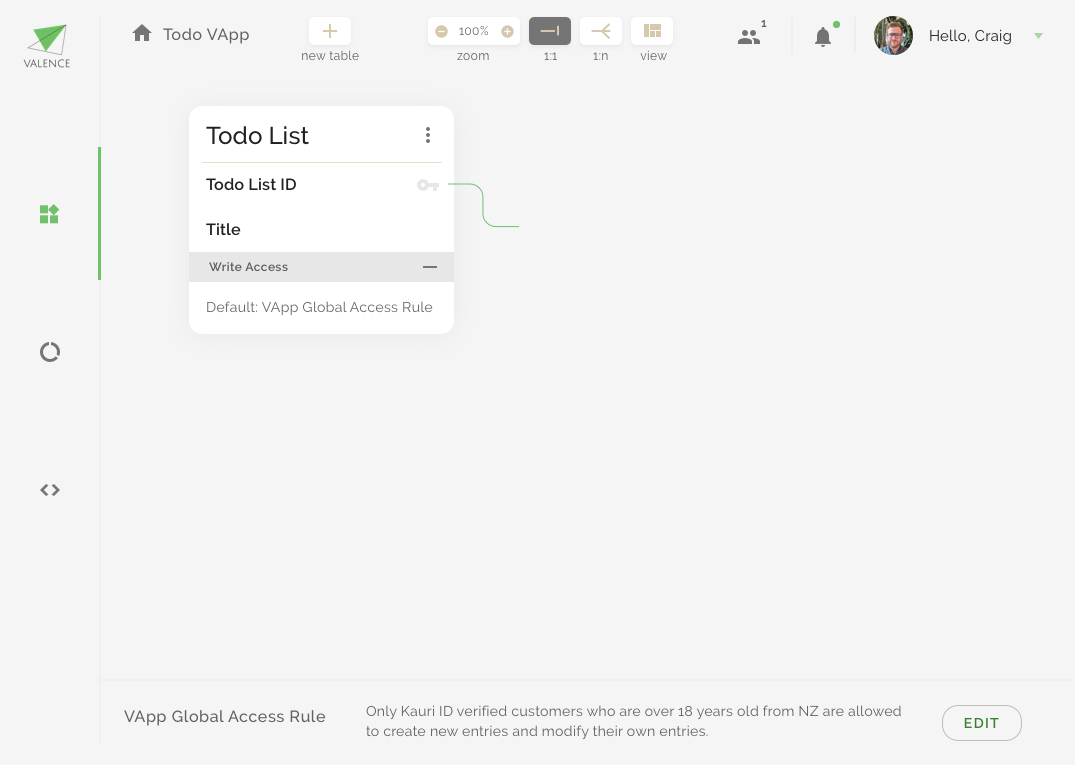 VALENCE
Todo VApp
new table
100%
zoom
1:1
1:n
view
1
Hello, Craig
Todo List
Todo List ID
Title
Write Access
Default: VApp Global Access Rule
VApp Global Access Rule
Only Kauri ID verified customers who are over 18 years old from NZ are allowed
to create new entries and modify their own entries.
EDIT